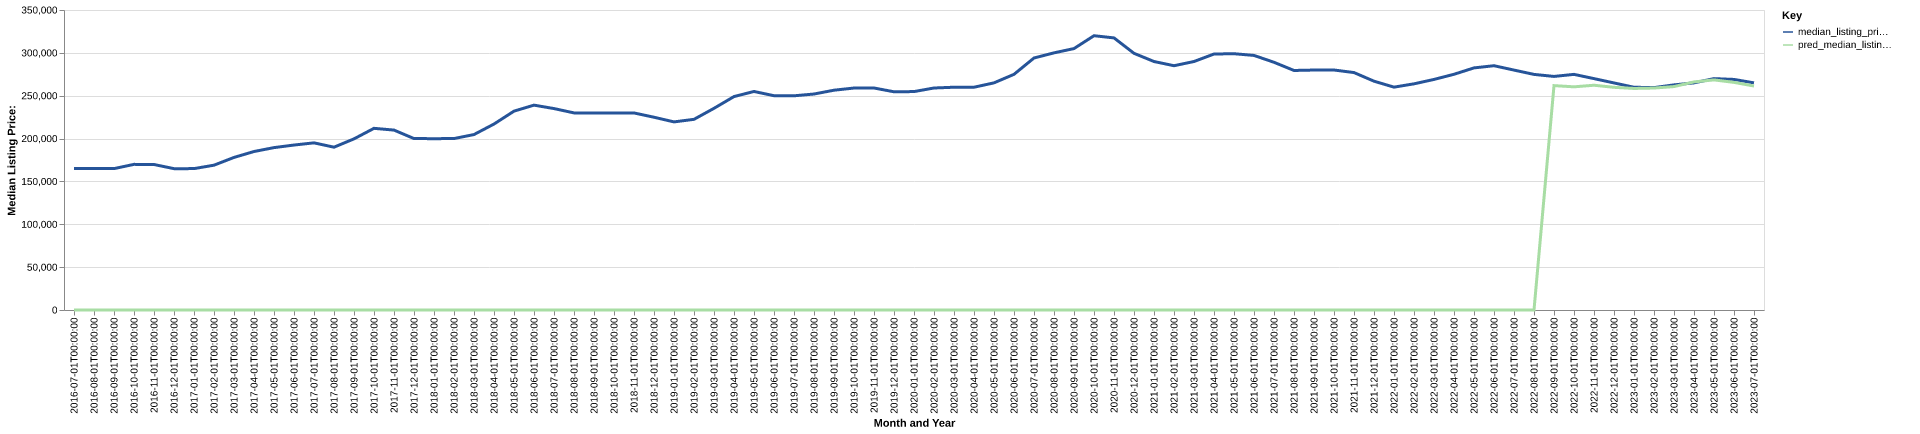 350,000
300,000
250,000
200,000
150,000
100,000
50,000
0
Median Listing Price:
2016-07-01T00:00:00
2016-08-01T00:00:00
2016-09-01T00:00:00
2016-10-01T00:00:00
2016-11-01T00:00:00
2016-12-01T00:00:00
2017-01-01T00:00:00
2017-02-01T00:00:00
2017-03-01T00:00:00
2017-04-01T00:00:00
2017-05-01T00:00:00
2017-06-01T00:00:00
2017-07-01T00:00:00
2017-08-01T00:00:00
2017-09-01T00:00:00
2017-10-01T00:00:00
2017-11-01T00:00:00
2017-12-01T00:00:00
2018-01-01T00:00:00
2018-02-01T00:00:00
2018-03-01T00:00:00
2018-04-01T00:00:00
2018-05-01T00:00:00
2018-06-01T00:00:00
2018-07-01T00:00:00
2018-08-01T00:00:00
2018-09-01T00:00:00
2018-10-01T00:00:00
2018-11-01T00:00:00
2018-12-01T00:00:00
2019-01-01T00:00:00
2019-02-01T00:00:00
2019-03-01T00:00:00
2019-04-01T00:00:00
2019-05-01T00:00:00
2019-06-01T00:00:00
2019-07-01T00:00:00
2019-08-01T00:00:00
2019-09-01T00:00:00
2019-10-01T00:00:00
2019-11-01T00:00:00
2019-12-01T00:00:00
2020-01-01T00:00:00
2020-02-01T00:00:00
2020-03-01T00:00:00
2020-04-01T00:00:00
2020-05-01T00:00:00
2020-06-01T00:00:00
2020-07-01T00:00:00
2020-08-01T00:00:00
2020-09-01T00:00:00
2020-10-01T00:00:00
2020-11-01T00:00:00
2020-12-01T00:00:00
2021-01-01T00:00:00
2021-02-01T00:00:00
2021-03-01T00:00:00
2021-04-01T00:00:00
2021-05-01T00:00:00
2021-06-01T00:00:00
2021-07-01T00:00:00
2021-08-01T00:00:00
2021-09-01T00:00:00
2021-10-01T00:00:00
2021-11-01T00:00:00
2021-12-01T00:00:00
2022-01-01T00:00:00
2022-02-01T00:00:00
2022-03-01T00:00:00
2022-04-01T00:00:00
2022-05-01T00:00:00
2022-06-01T00:00:00
2022-07-01T00:00:00
2022-08-01T00:00:00
2022-09-01T00:00:00
2022-10-01T00:00:00
2022-11-01T00:00:00
2022-12-01T00:00:00
2023-01-01T00:00:00
2023-02-01T00:00:00
2023-03-01T00:00:00
2023-04-01T00:00:00
2023-05-01T00:00:00
2023-06-01T00:00:00
2023-07-01T00:00:00
Month and Year
Key
median_listing_pri…
pred_median_listin…